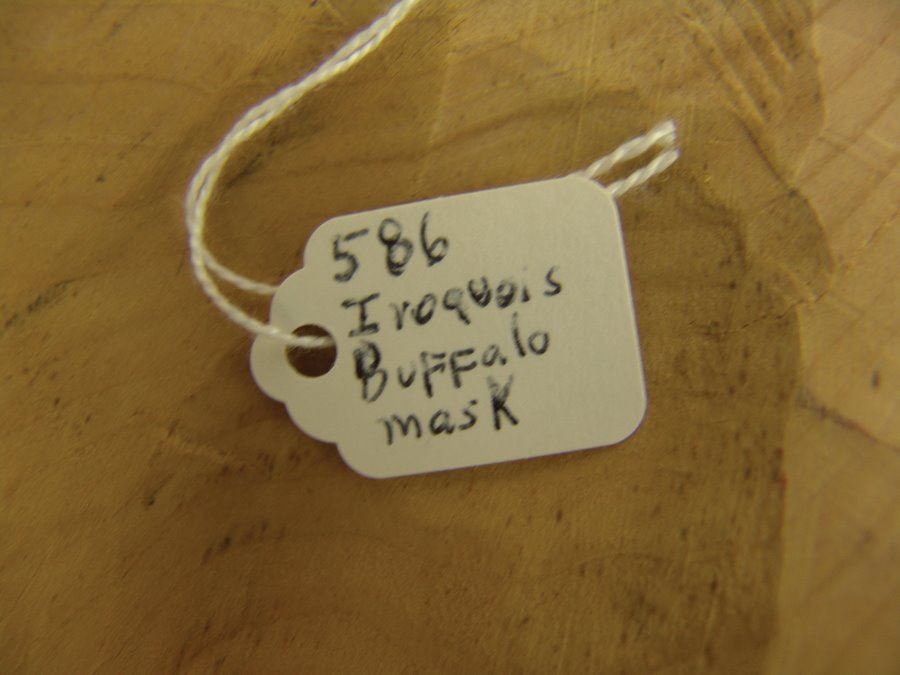 586
Iroquois
Buffalo
mask